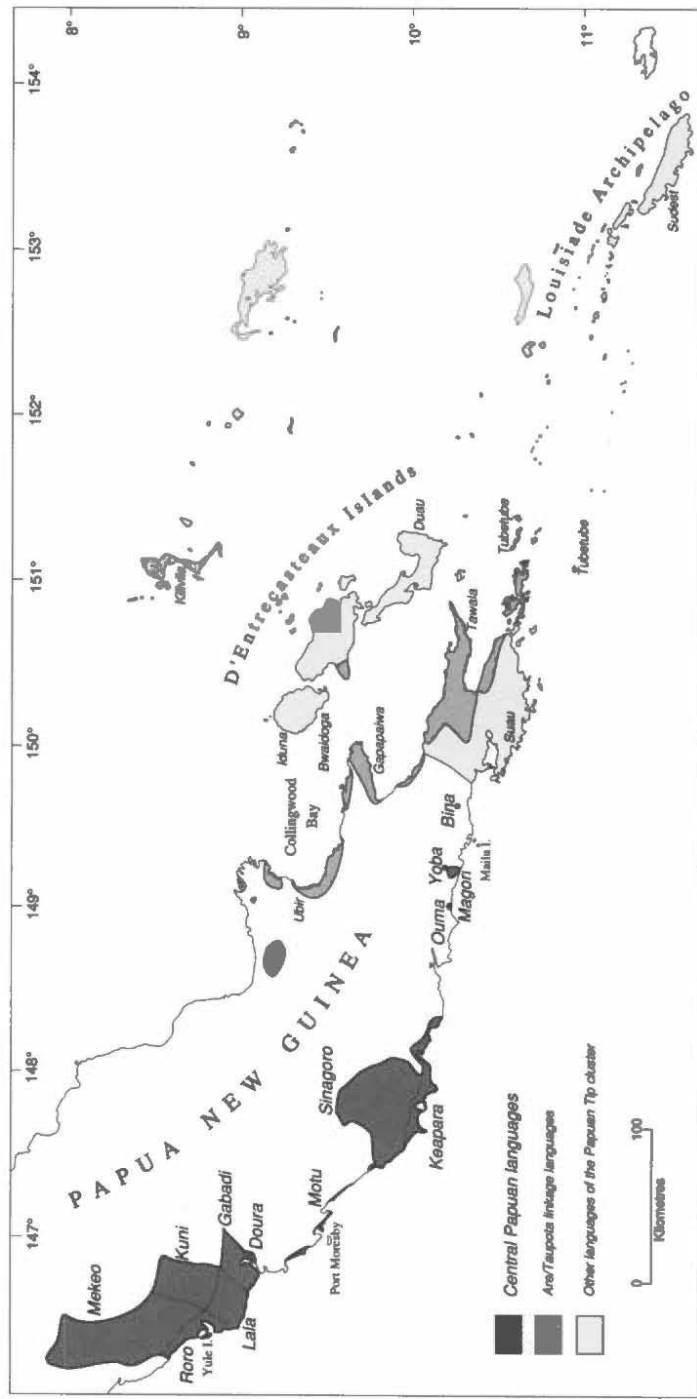 147°
148°
149°
150°
151°
152°
153°
154°
8°
9°
10°
11°
PAPUA NEW GUINEA
Mekeo
Roro
Yule I.
Kuni
Lala
Gabadi
Doura
Motu
Port Moresby
Sinagoro
Keapara
Ouma
Magori
Yoba
Bina
Mailu I.
Ubir
Collingwood
Bay
Gapapaiwa
Iduna
Bwaidoga
D'Entrecasteaux Islands
Duau
Kilivila
Tawala
Suau
Tubetube
Tubetube
Louisiade Archipelago
Sudest
Central Papuan languages
Are/Taupota linkage languages
Other languages of the Papuan Tip cluster
0 100
Kilometres